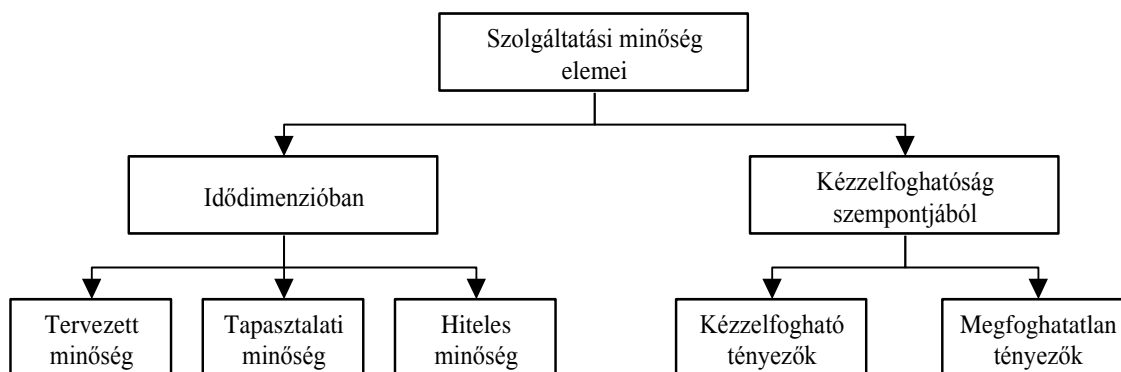 Szolgáltatási minőség
elemei
Idődimenzióban
Kézzelfoghatóság
szempontjából
Tervezett
minőség
Tapasztalati
minőség
Hiteles
minőség
Kézzelfogható
tényezők
Megfoghatatlan
tényezők